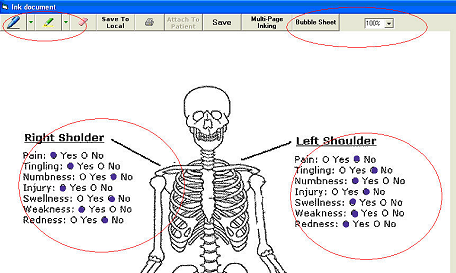 Ink document
Save To Local
Attach To Patient
Save
Multi-Page Inking
Bubble Sheet
100%
Right Sholder
Pain: Yes No
Tingling: Yes No
Numbness: Yes No
Injury: Yes No
Swellness: Yes No
Weakness: Yes No
Redness: Yes No
Left Shoulder
Pain: Yes No
Tingling: Yes No
Numbness: Yes No
Injury: Yes No
Swellness: Yes No
Weakness: Yes No
Redness: Yes No